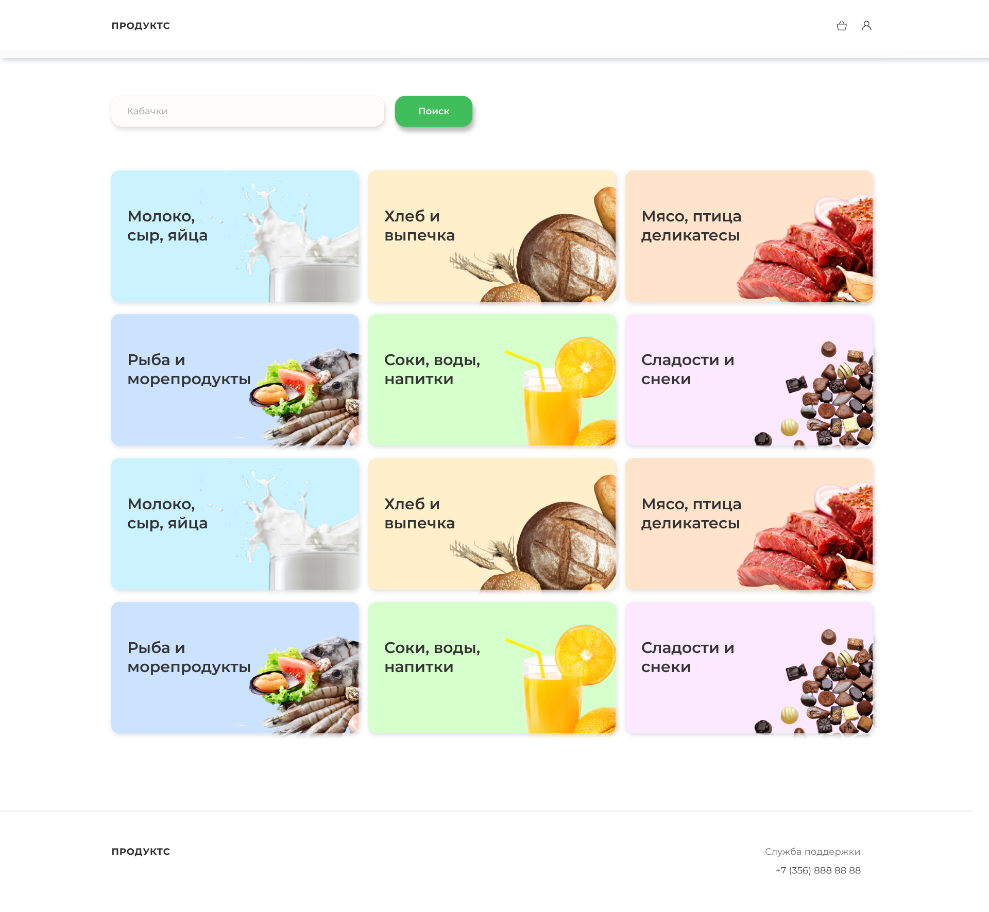 ПРОДУКТС
Кабачки
Поиск
Молоко,
сыр, яйца
Хлеб и
выпечка
Мясо, птица
деликатесы
Рыба и
морепродукты
Соки, воды,
напитки
Сладости и
снеки
Молоко,
сыр, яйца
Хлеб и
выпечка
Мясо, птица
деликатесы
Рыба и
морепродукты
Соки, воды,
напитки
Сладости и
снеки
ПРОДУКТС
Служба поддержки
+7 (356) 888 88 88